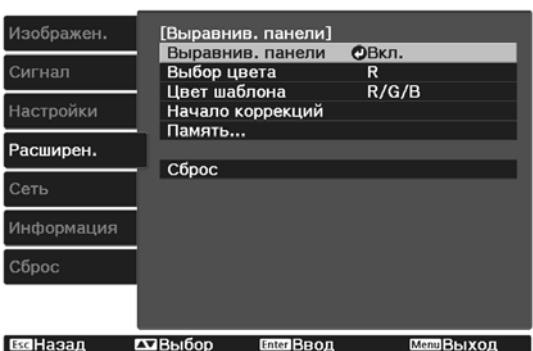 Изображен.
Сигнал
Настройки
Расширен.
Сеть
Информация
Сброс
[Выравнив. панели]
Выравнив. панели Вкл.
Выбор цвета R
Цвет шаблона R/G/B
Начало коррекций
Память...
Сброс
Esc Назад Выбор Enter Ввод Menu Выход